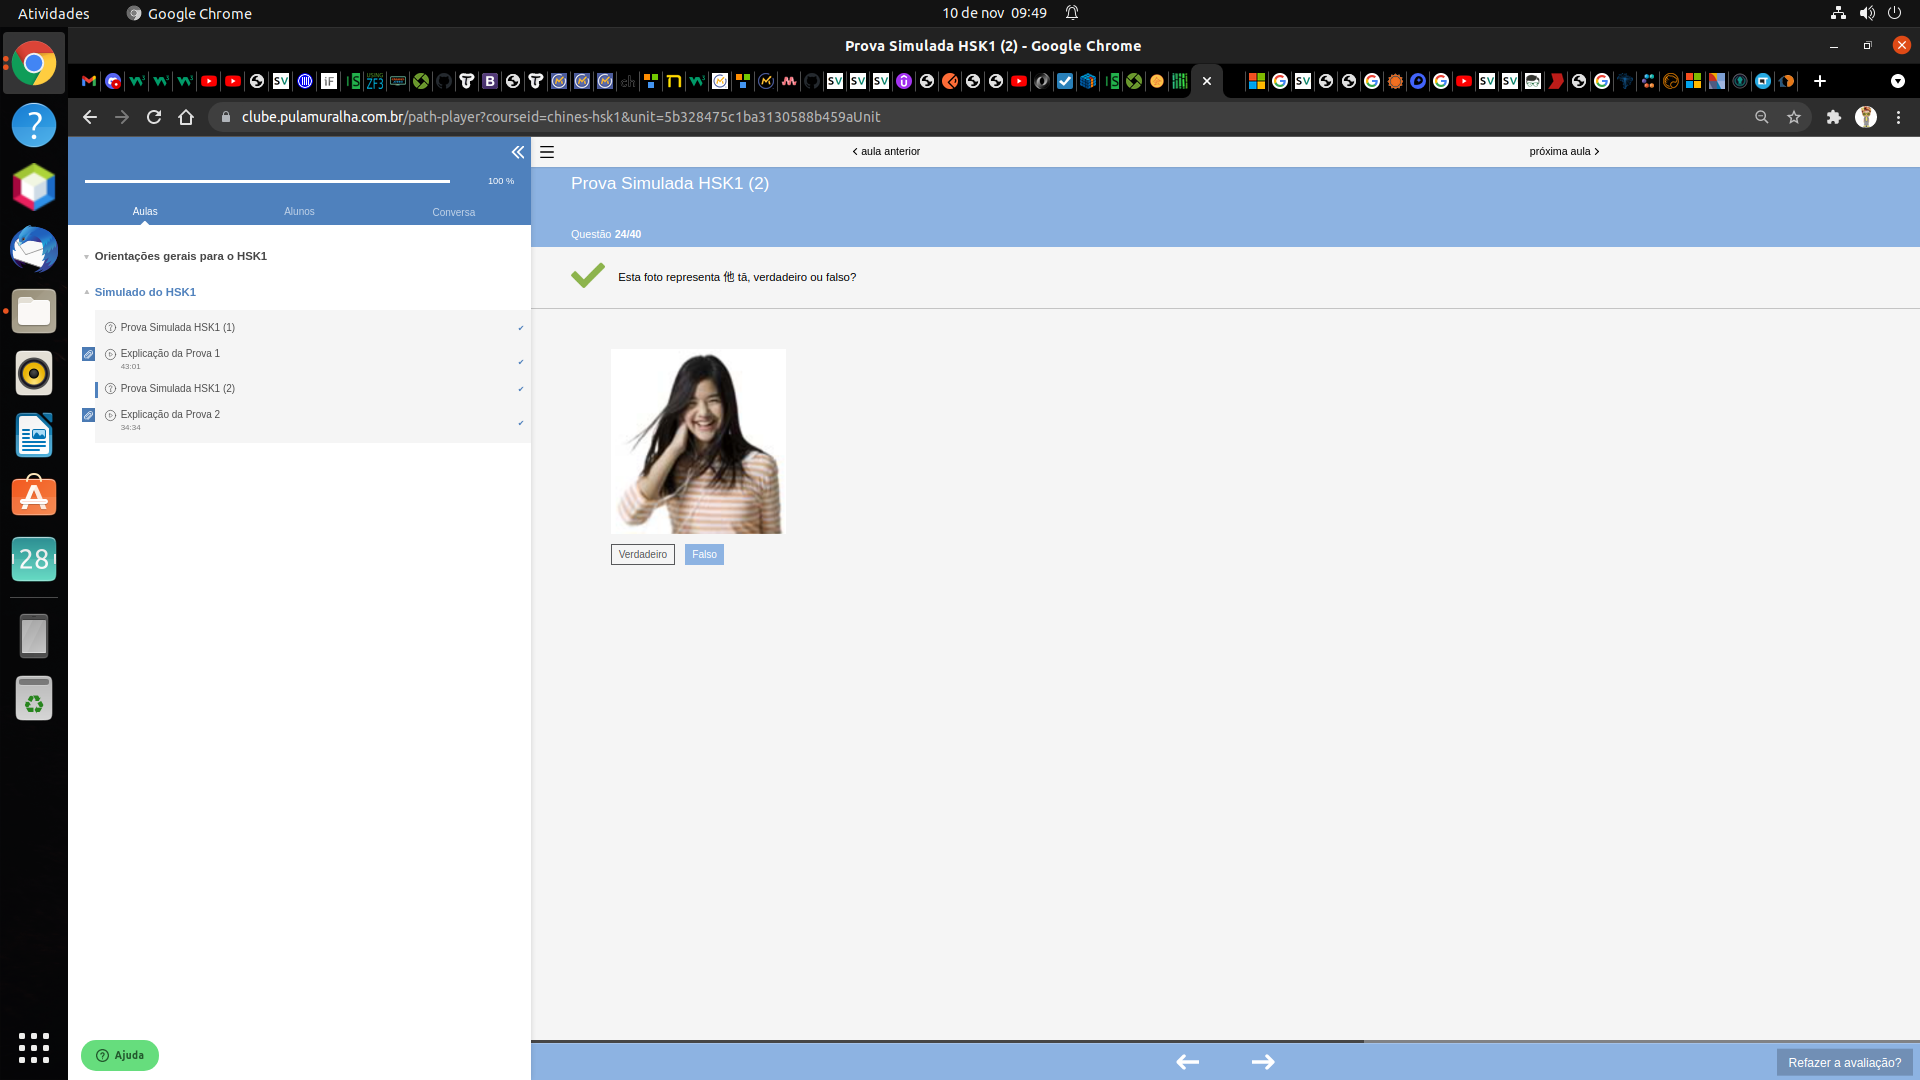 Atividades
Google Chrome
10 de nov 09:49
Prova Simulada HSK1 (2) - Google Chrome
clube.pulamuralha.com.br/path-player?courseid=chines-hsk1&unit=5b328475c1ba3130588b459aUnit
100 %
Aulas
Alunos
Conversa
Orientações gerais para o HSK1
Simulado do HSK1
Prova Simulada HSK1 (1)
Explicação da Prova 1
43:01
Prova Simulada HSK1 (2)
Explicação da Prova 2
34:34
Ajuda
28
aula anterior
próxima aula
Prova Simulada HSK1 (2)
Questão 24/40
Esta foto representa 他 tā, verdadeiro ou falso?
Verdadeiro
Falso
Refazer a avaliação?